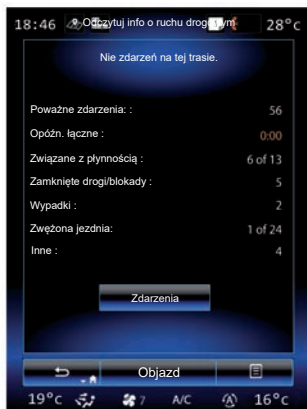 18:46 Odczytuj info o ruchu drogowym 28°c
Nie zdarzeń na tej trasie.
Poważne zdarzenia: : 56
Opóźn. łączne : 0:00
Związane z płynnością : 6 of 13
Zamknięte drogi/blokady : 5
Wypadki : 2
Zwężona jezdnia: 1 of 24
Inne : 4
Zdarzenia
Objazd
19°c 7 A/C 16°c